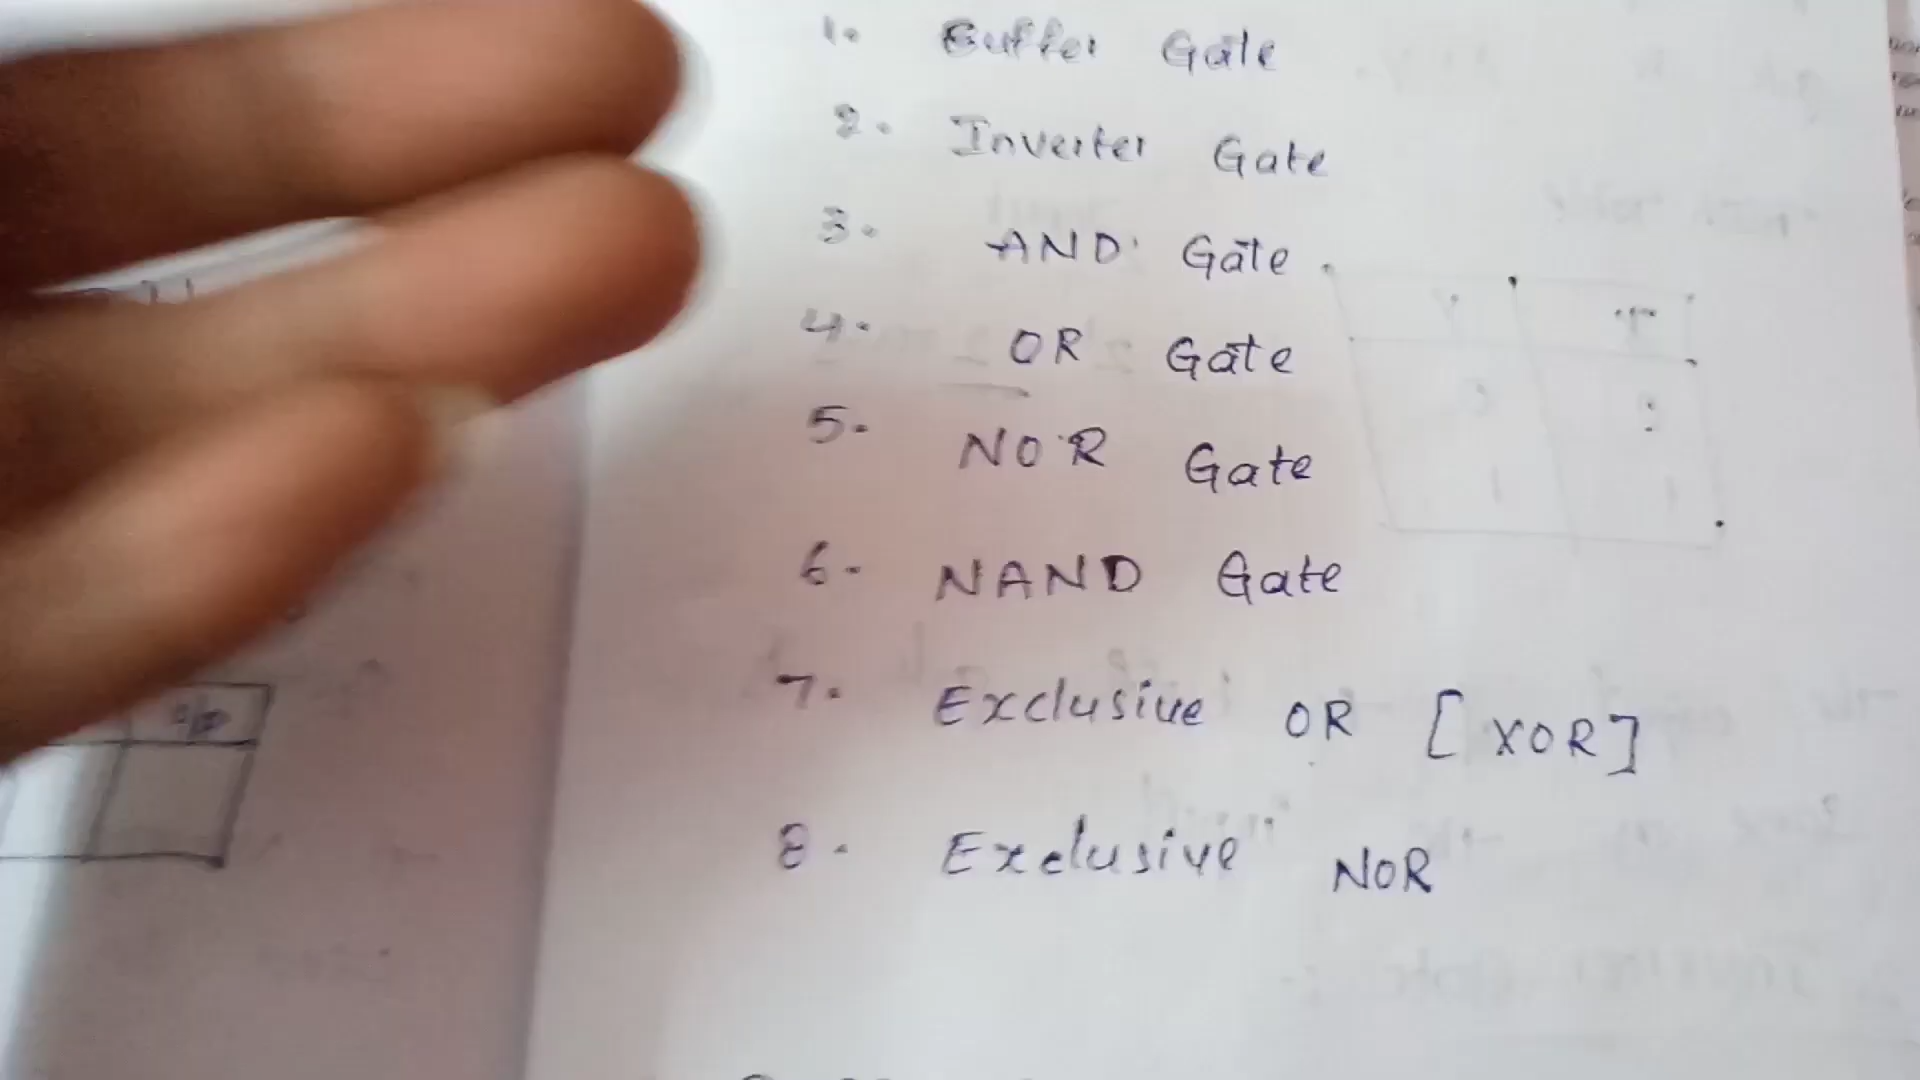 1. Buffer Gate
2. Inverter Gate
3. AND Gate
4. OR Gate
5. NOR Gate
6. NAND Gate
7. Exclusive OR [XOR]
8. Exclusive NOR